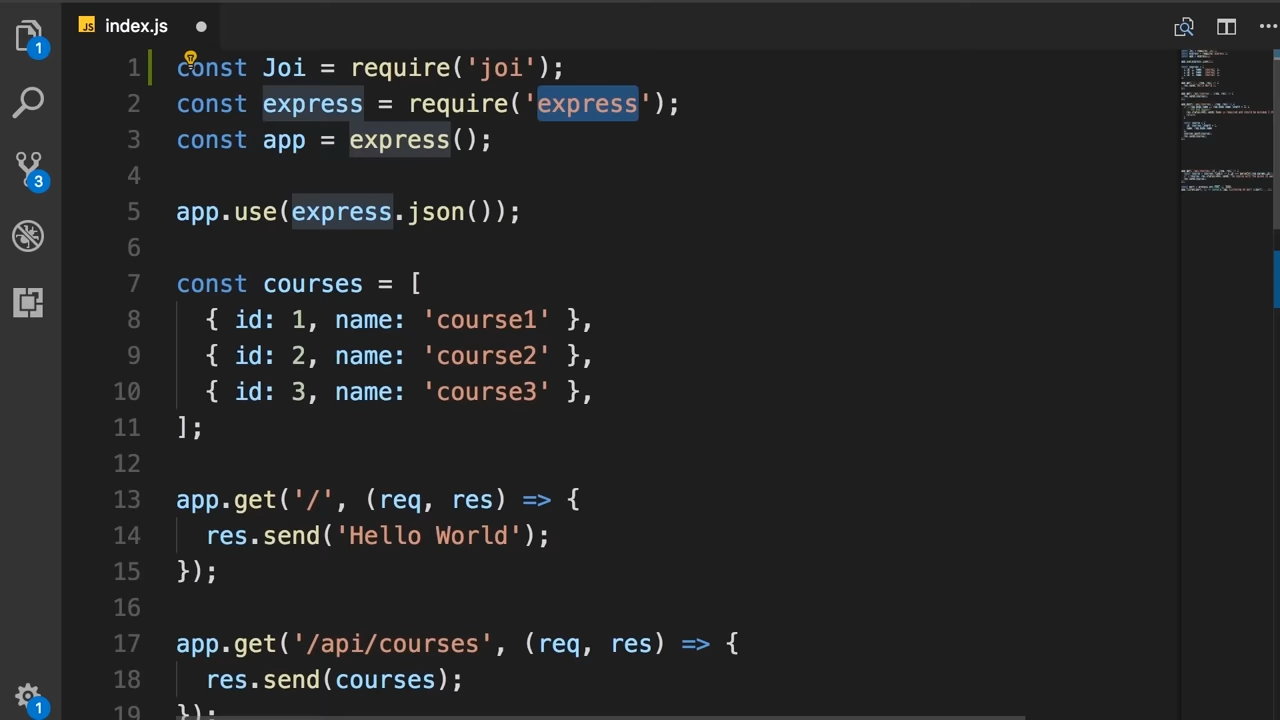 JS index.js
1
1 const Joi = require('joi');
2 const express = require('express');
3 const app = express();
4
3
5 app.use(express.json());
6
7 const courses = [
8 { id: 1, name: 'course1' },
9 { id: 2, name: 'course2' },
10 { id: 3, name: 'course3' },
11 ];
12
13 app.get('/', (req, res) => {
14 res.send('Hello World');
15 });
16
17 app.get('/api/courses', (req, res) => {
18 res.send(courses);
1
19 });